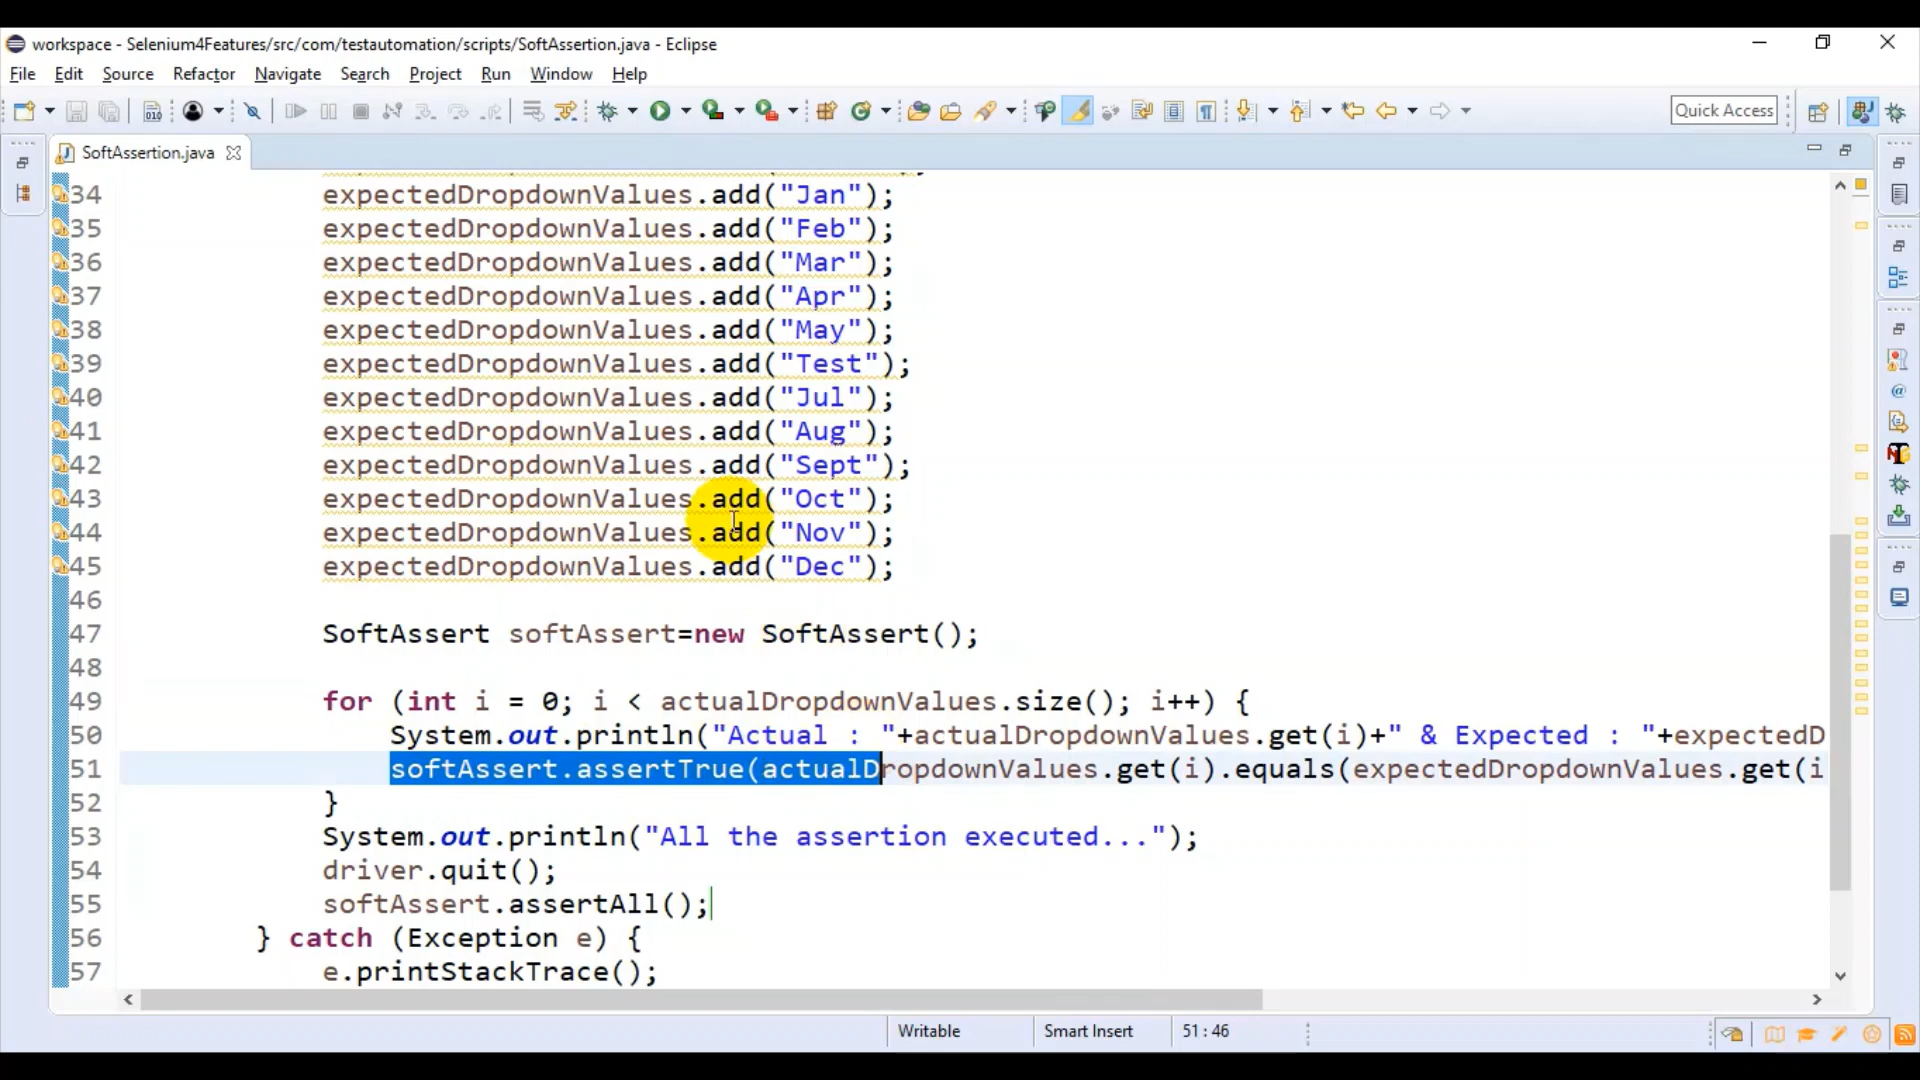 workspace - Selenium4Features/src/com/testautomation/scripts/SoftAssertion.java - Eclipse
File Edit Source Refactor Navigate Search Project Run Window Help
Quick Access
SoftAssertion.java
34 expectedDropdownValues.add("Jan");
35 expectedDropdownValues.add("Feb");
36 expectedDropdownValues.add("Mar");
37 expectedDropdownValues.add("Apr");
38 expectedDropdownValues.add("May");
39 expectedDropdownValues.add("Test");
40 expectedDropdownValues.add("Jul");
41 expectedDropdownValues.add("Aug");
42 expectedDropdownValues.add("Sept");
43 expectedDropdownValues.add("Oct");
44 expectedDropdownValues.add("Nov");
45 expectedDropdownValues.add("Dec");
46
47 SoftAssert softAssert=new SoftAssert();
48
49 for (int i = 0; i < actualDropdownValues.size(); i++) {
50 System.out.println("Actual : "+actualDropdownValues.get(i)+" & Expected : "+expectedD
51 softAssert.assertTrue(actualDropdownValues.get(i).equals(expectedDropdownValues.get(i
52 }
53 System.out.println("All the assertion executed...");
54 driver.quit();
55 softAssert.assertAll();
56 } catch (Exception e) {
57 e.printStackTrace();
Writable Smart Insert 51 : 46